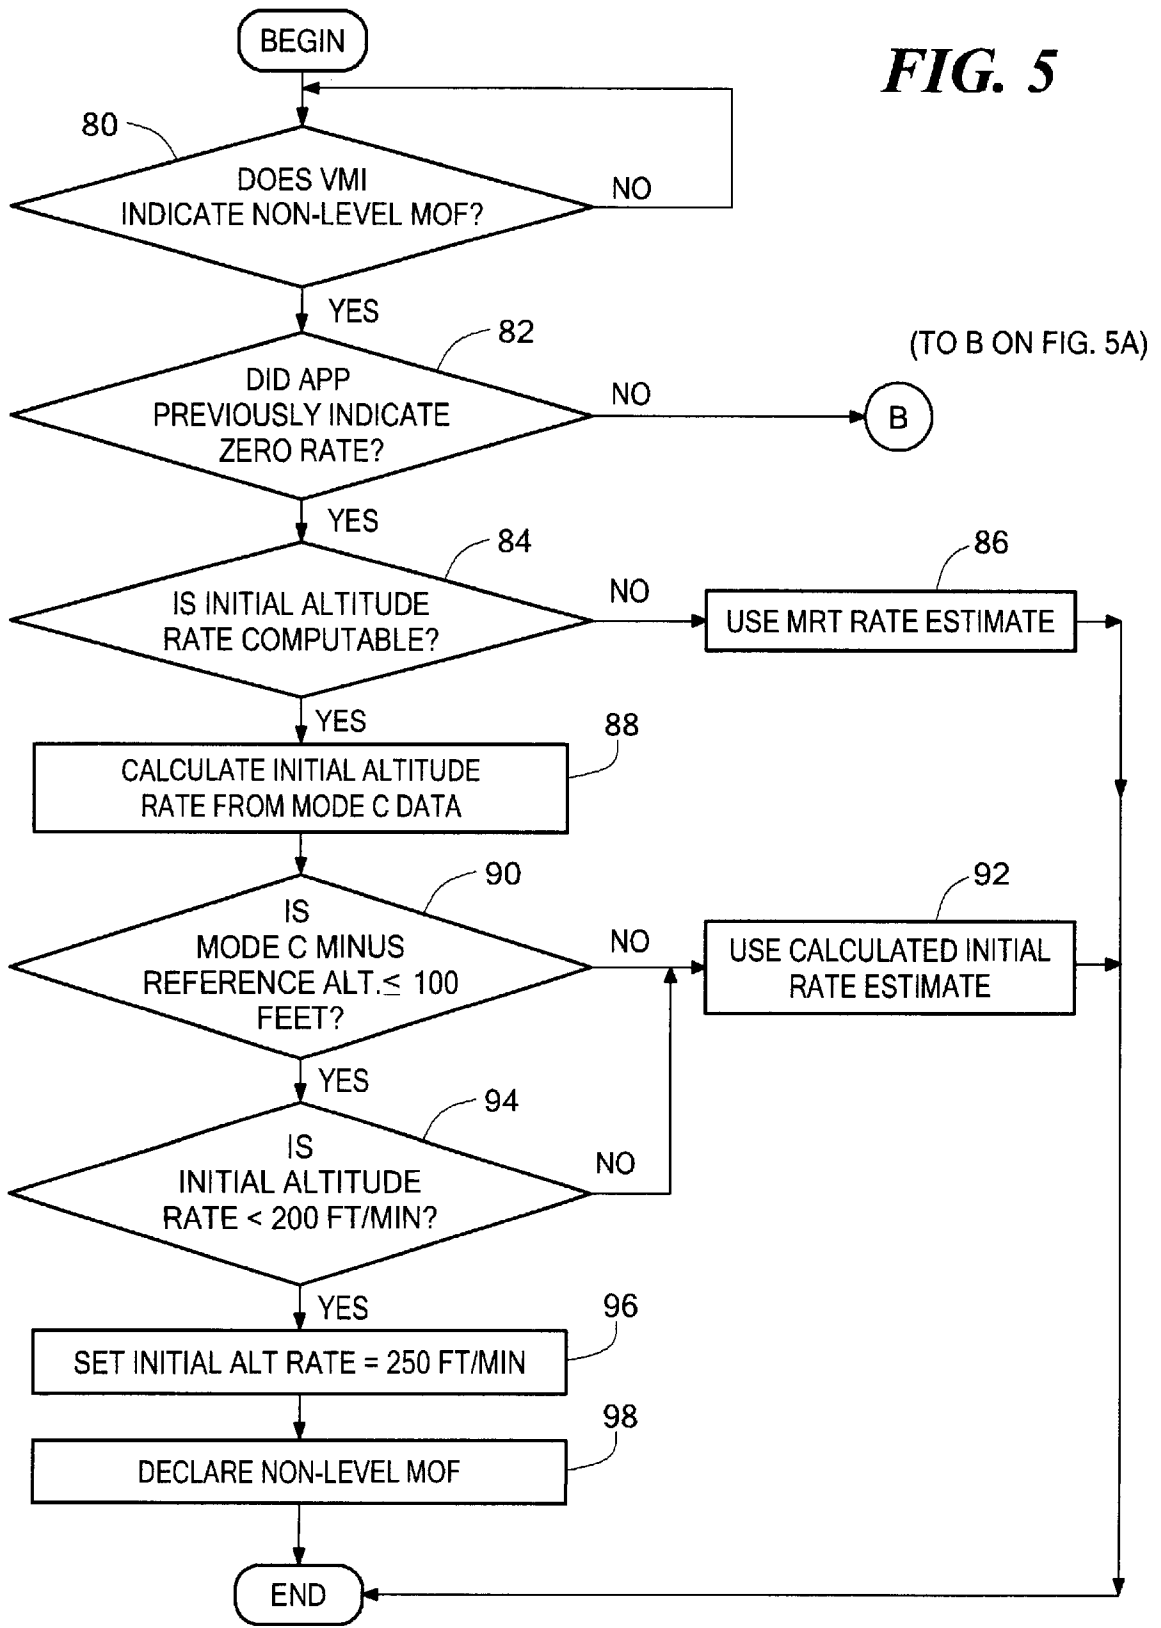 BEGIN
FIG. 5
80
DOES VMI
INDICATE NON-LEVEL MOF?
NO
YES
82
(TO B ON FIG. 5A)
DID APP
PREVIOUSLY INDICATE
ZERO RATE?
NO
B
YES
84
86
IS INITIAL ALTITUDE
RATE COMPUTABLE?
NO
USE MRT RATE ESTIMATE
YES
88
CALCULATE INITIAL ALTITUDE
RATE FROM MODE C DATA
90
92
IS
MODE C MINUS
REFERENCE ALT.≤ 100
FEET?
NO
USE CALCULATED INITIAL
RATE ESTIMATE
YES
94
IS
INITIAL ALTITUDE
RATE < 200 FT/MIN?
NO
YES
96
SET INITIAL ALT RATE = 250 FT/MIN
98
DECLARE NON-LEVEL MOF
END